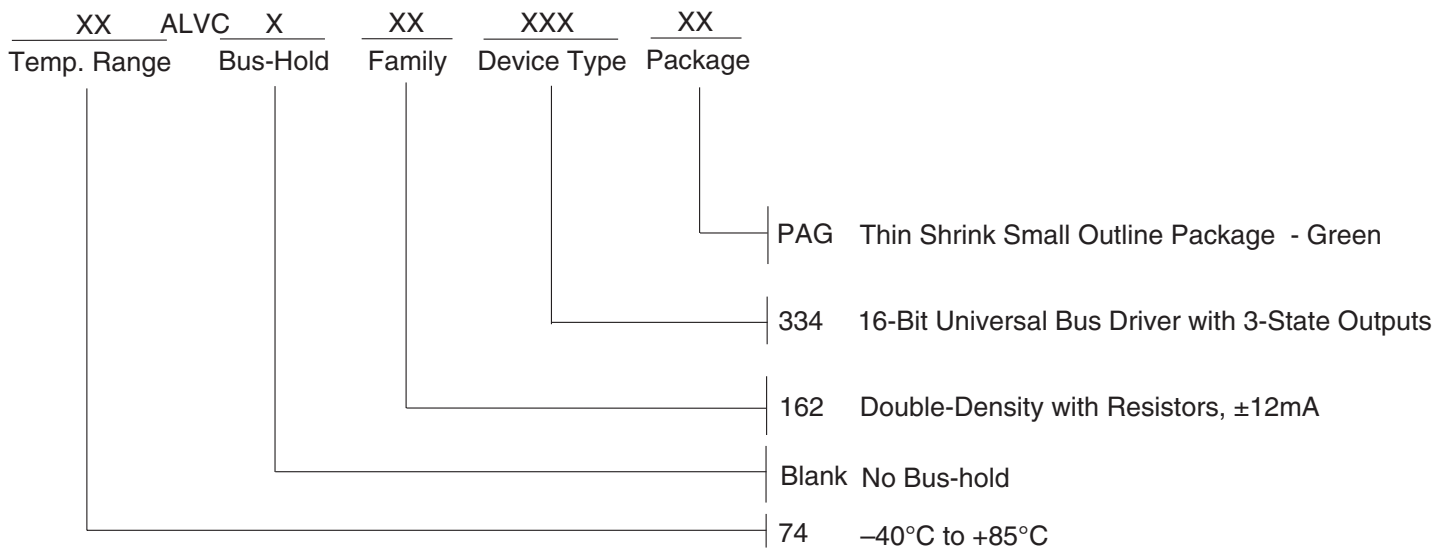 XX ALVC X XX XXX XX
Temp. Range Bus-Hold Family Device Type Package
PAG Thin Shrink Small Outline Package - Green
334 16-Bit Universal Bus Driver with 3-State Outputs
162 Double-Density with Resistors, ±12mA
Blank No Bus-hold
74 –40°C to +85°C